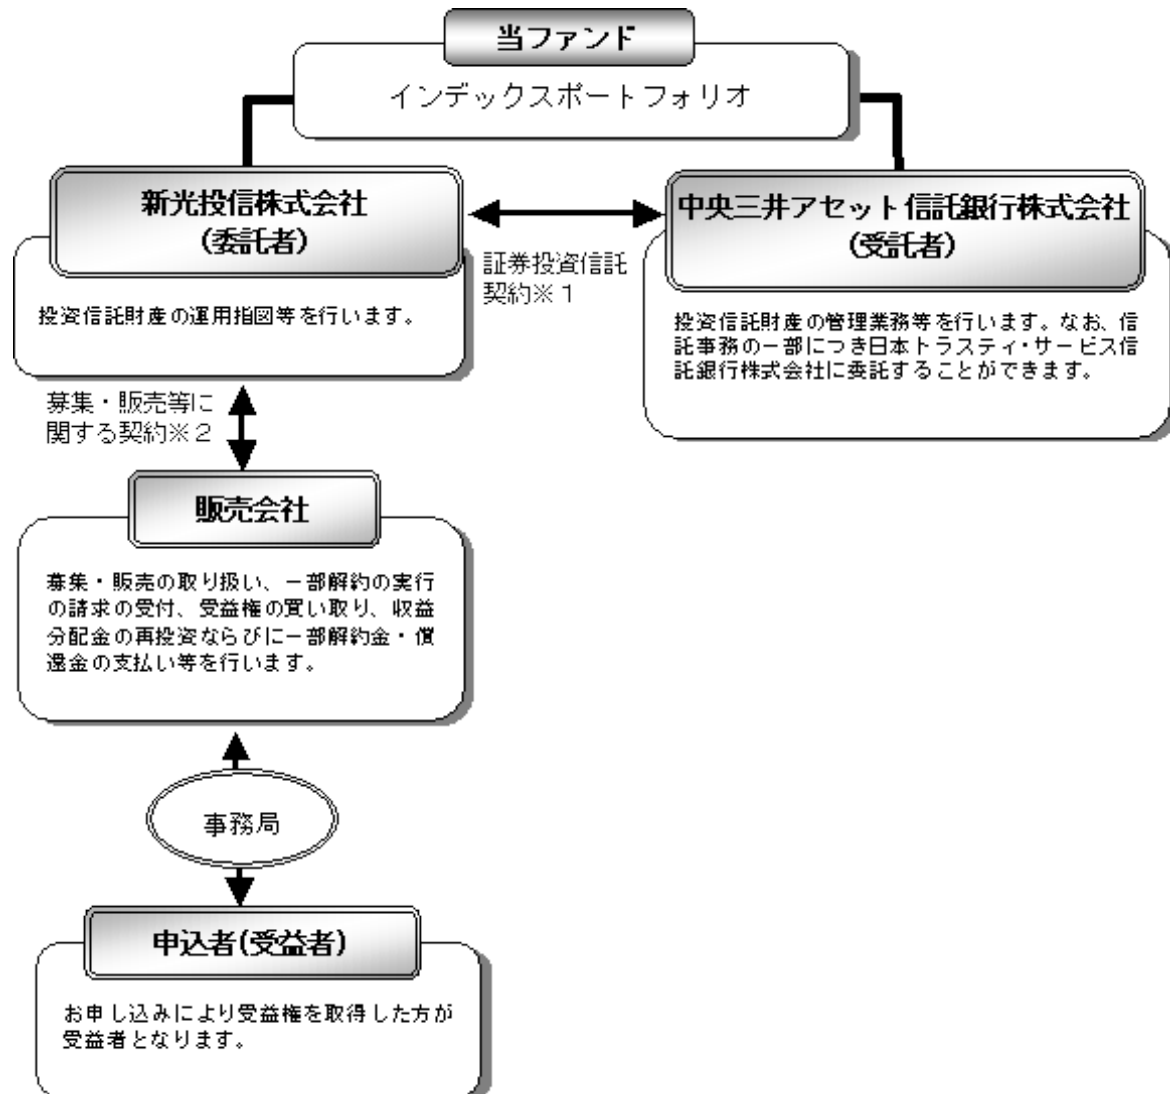 当ファンド
インデックスポートフォリオ
新光投信株式会社
(委託者)
投資信託財産の運用指図等を行います。
証券投資信託
契約※1
中央三井アセット信託銀行株式会社
(受託者)
投資信託財産の管理業務等を行います。なお、信
託事務の一部につき日本トラスティ・サービス信
託銀行株式会社に委託することができます。
募集・販売等に
関する契約※2
販売会社
募集・販売の取り扱い、一部解約の実行
の請求の受付、受益権の買い取り、収益
分配金の再投資ならびに一部解約金・償
還金の支払い等を行います。
事務局
申込者(受益者)
お申し込みにより受益権を取得した方が
受益者となります。